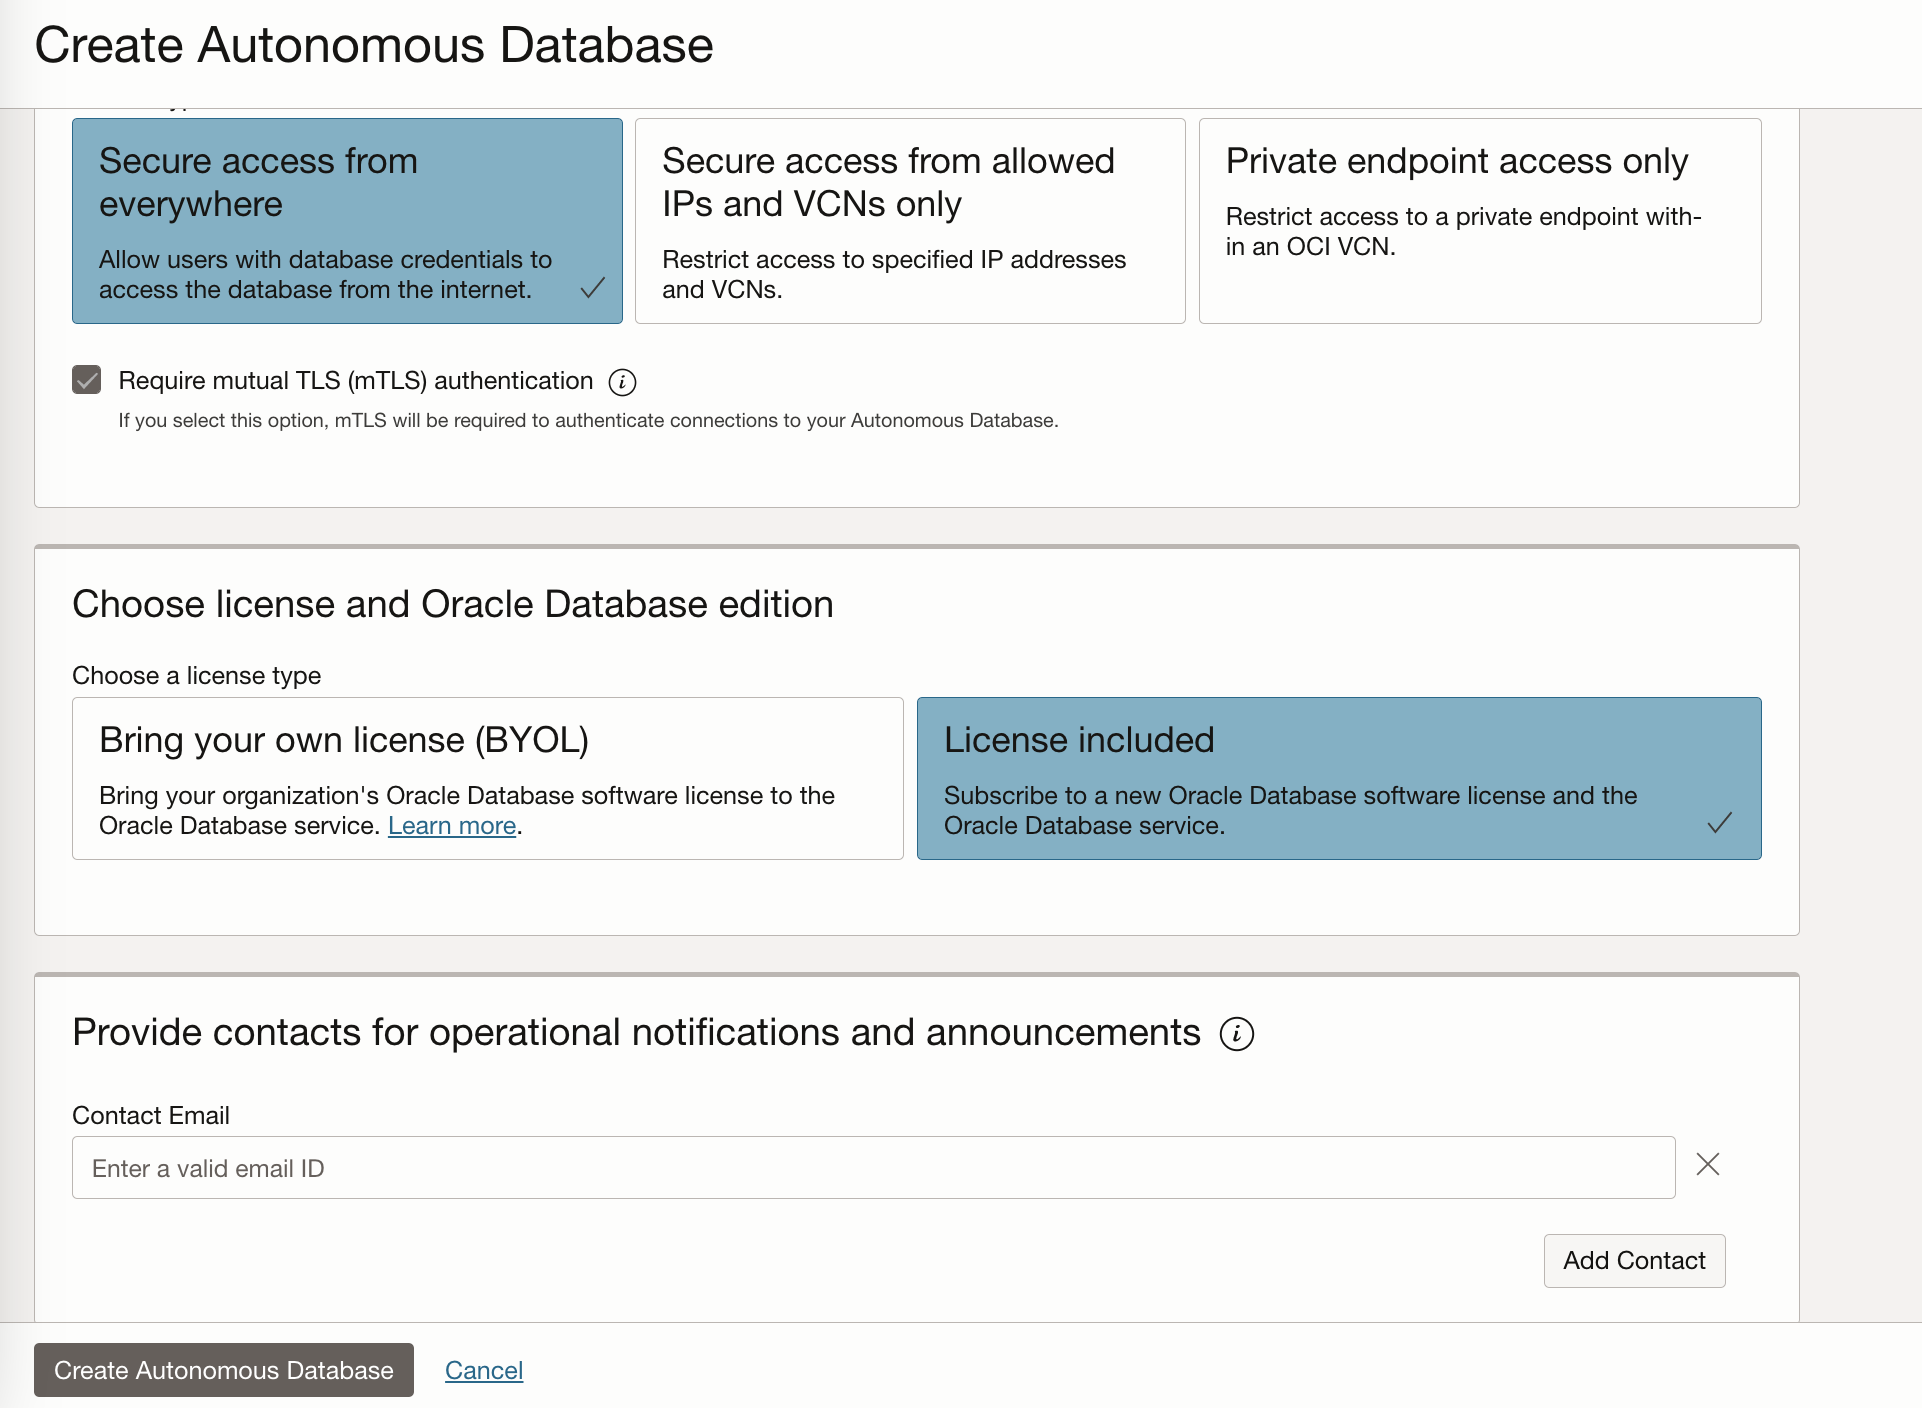 Create Autonomous Database
Secure access from
everywhere
Allow users with database credentials to
access the database from the internet.
Secure access from allowed
IPs and VCNs only
Restrict access to specified IP addresses
and VCNs.
Private endpoint access only
Restrict access to a private endpoint with-
in an OCI VCN.
Require mutual TLS (mTLS) authentication
If you select this option, mTLS will be required to authenticate connections to your Autonomous Database.
Choose license and Oracle Database edition
Choose a license type
Bring your own license (BYOL)
Bring your organization's Oracle Database software license to the
Oracle Database service. Learn more.
License included
Subscribe to a new Oracle Database software license and the
Oracle Database service.
Provide contacts for operational notifications and announcements
Contact Email
Enter a valid email ID
Add Contact
Create Autonomous Database
Cancel